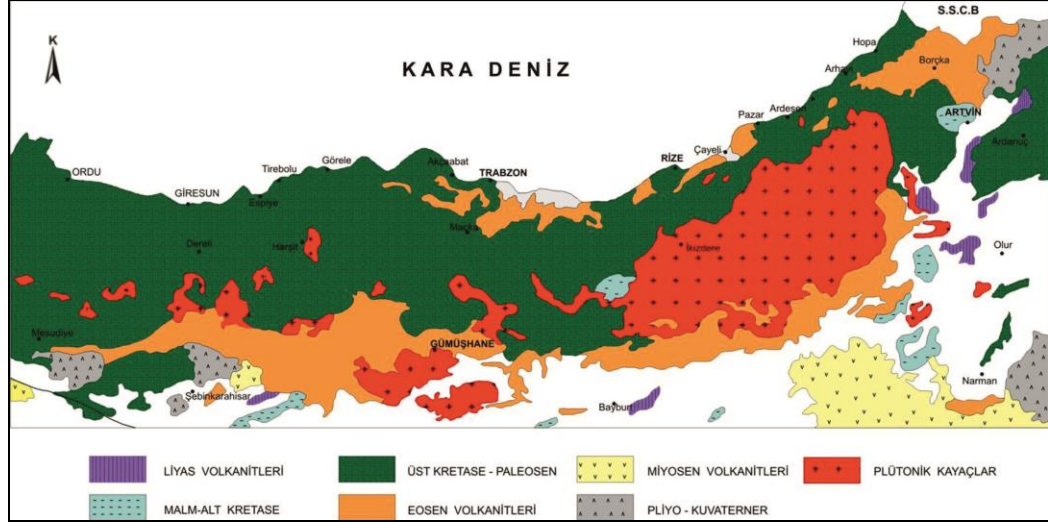 S.S.C.B
K
KARA DENİZ
Hopa
Borçka
Arhavi
Ardeşen
Pazar
ARTVİN
Ardanuç
Çayeli
RİZE
Görele
Tirebolu
Akçaabat
TRABZON
ORDU
GİRESUN
Espiye
Maçka
Harşit
Dereli
İkizdere
Olur
Mesudiye
GÜMÜŞHANE
Narman
Şebinkarahisar
Bayburt
LİYAS VOLKANİTLERİ
ÜST KRETASE - PALEOSEN
MİYOSEN VOLKANİTLERİ
PLÜTONİK KAYAÇLAR
MALM-ALT KRETASE
EOSEN VOLKANİTLERİ
PLİYO - KUVATERNER